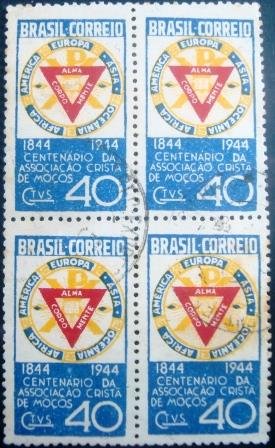 BRASIL-CORREIO
AMERICA EUROPA ASIA OCEANIA AFRICA
ALMA
CORPO MENTE
1844 1944
CENTENÁRIO DA
ASSOCIAÇÃO CRISTÃ
DE MOÇOS
CTVS. 40
BRASIL-CORREIO
AMERICA EUROPA ASIA OCEANIA AFRICA
ALMA
CORPO MENTE
1844 1944
CENTENÁRIO DA
ASSOCIAÇÃO CRISTÃ
DE MOÇOS
CTVS. 40
BRASIL-CORREIO
AMERICA EUROPA ASIA OCEANIA AFRICA
ALMA
CORPO MENTE
1844 1944
CENTENÁRIO DA
ASSOCIAÇÃO CRISTÃ
DE MOÇOS
CTVS. 40
BRASIL-CORREIO
AMERICA EUROPA ASIA OCEANIA AFRICA
ALMA
CORPO MENTE
1844 1944
CENTENÁRIO DA
ASSOCIAÇÃO CRISTÃ
DE MOÇOS
CTVS. 40